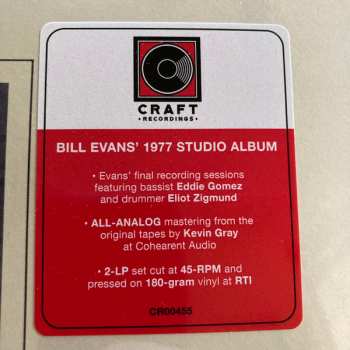 CRAFT
• RECORDINGS •
BILL EVANS' 1977 STUDIO ALBUM
• Evans' final recording sessions
featuring bassist Eddie Gomez
and drummer Eliot Zigmund
• ALL-ANALOG mastering from the
original tapes by Kevin Gray
at Cohearent Audio
• 2-LP set cut at 45-RPM and
pressed on 180-gram vinyl at RTI
CR00455